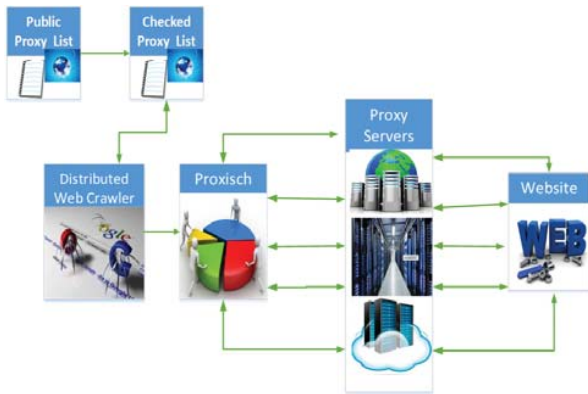 Public
Proxy List
Checked
Proxy List
Distributed
Web Crawler
Proxisch
Proxy
Servers
Website
WEB